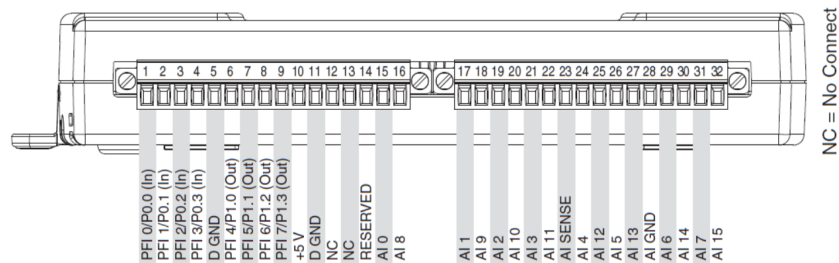 1 2 3 4 5 6 7 8 9 10 11 12 13 14 15 16
17 18 19 20 21 22 23 24 25 26 27 28 29 30 31 32
PFI 0/P0.0 (In)
PFI 1/P0.1 (In)
PFI 2/P0.2 (In)
PFI 3/P0.3 (In)
D GND
PFI 4/P1.0 (Out)
PFI 5/P1.1 (Out)
PFI 6/P1.2 (Out)
PFI 7/P1.3 (Out)
+5 V
D GND
NC
NC
RESERVED
AI 0
AI 8
AI 1
AI 9
AI 2
AI 10
AI 3
AI 11
AI SENSE
AI 4
AI 12
AI 5
AI 13
AI GND
AI 6
AI 14
AI 7
AI 15
NC = No Connect